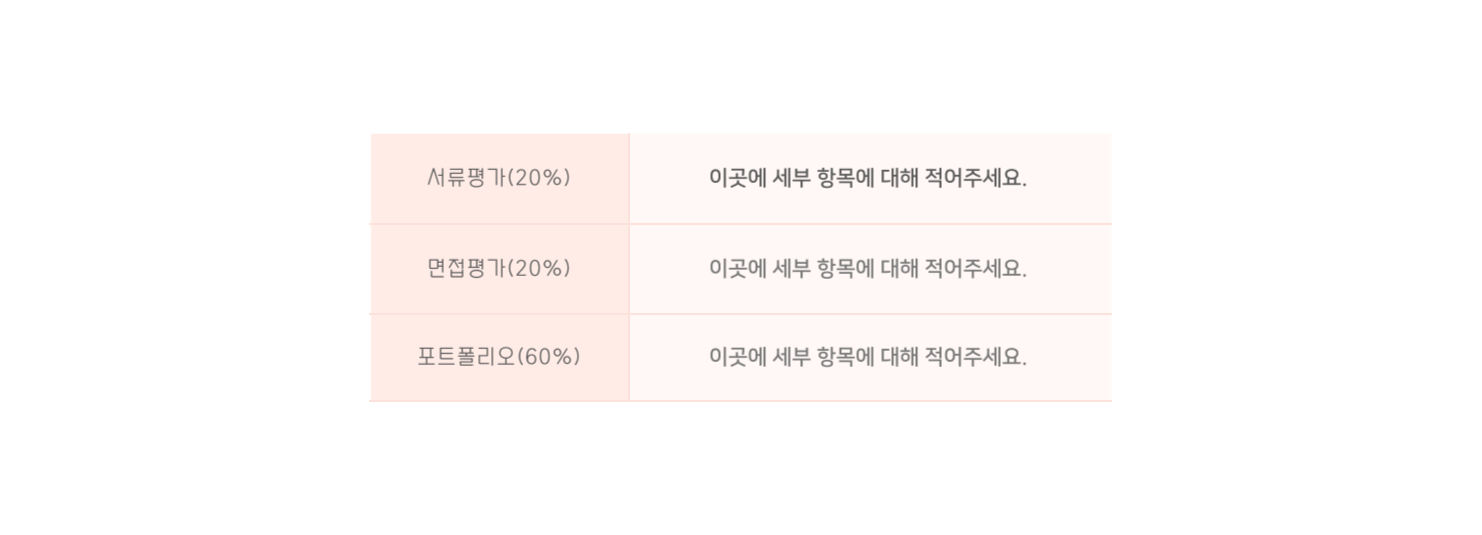 서류평가(20%) 이곳에 세부 항목에 대해 적어주세요.
면접평가(20%) 이곳에 세부 항목에 대해 적어주세요.
포트폴리오(60%) 이곳에 세부 항목에 대해 적어주세요.